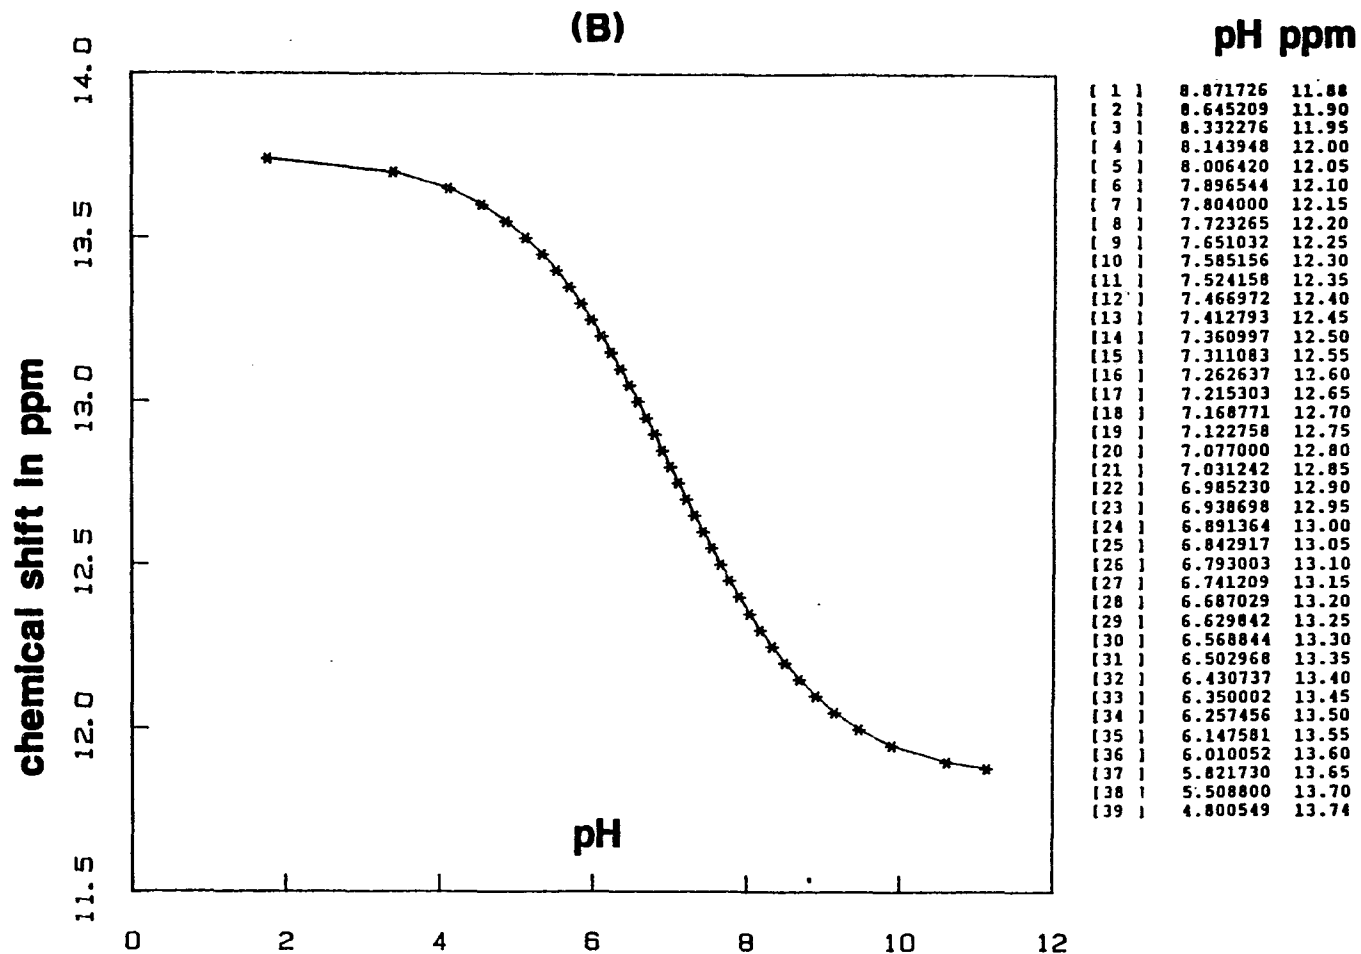 (B)
pH ppm
14.0
13.5
13.0
12.5
12.0
11.5
chemical shift in ppm
pH
0 2 4 6 8 10 12
[ 1 ] 8.871726 11.88
[ 2 ] 8.645209 11.90
[ 3 ] 8.332276 11.95
[ 4 ] 8.143948 12.00
[ 5 ] 8.006420 12.05
[ 6 ] 7.896544 12.10
[ 7 ] 7.804000 12.15
[ 8 ] 7.723265 12.20
[ 9 ] 7.651032 12.25
[10 ] 7.585156 12.30
[11 ] 7.524158 12.35
[12 ] 7.466972 12.40
[13 ] 7.412793 12.45
[14 ] 7.360997 12.50
[15 ] 7.311083 12.55
[16 ] 7.262637 12.60
[17 ] 7.215303 12.65
[18 ] 7.168771 12.70
[19 ] 7.122758 12.75
[20 ] 7.077000 12.80
[21 ] 7.031242 12.85
[22 ] 6.985230 12.90
[23 ] 6.938698 12.95
[24 ] 6.891364 13.00
[25 ] 6.842917 13.05
[26 ] 6.793003 13.10
[27 ] 6.741209 13.15
[28 ] 6.687029 13.20
[29 ] 6.629842 13.25
[30 ] 6.568844 13.30
[31 ] 6.502968 13.35
[32 ] 6.430737 13.40
[33 ] 6.350002 13.45
[34 ] 6.257456 13.50
[35 ] 6.147581 13.55
[36 ] 6.010052 13.60
[37 ] 5.821730 13.65
[38 ] 5.508800 13.70
[39 ] 4.800549 13.74